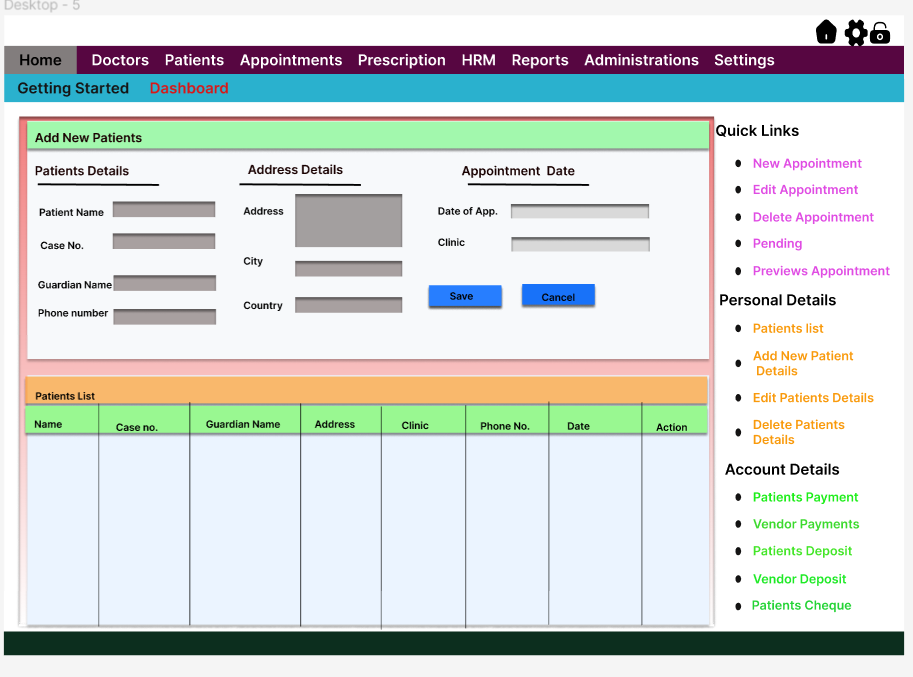 Desktop - 5
Home Doctors Patients Appointments Prescription HRM Reports Administrations Settings
Getting Started Dashboard
Add New Patients
Patients Details
Patient Name
Case No.
Guardian Name
Phone number
Address Details
Address
City
Country
Appointment Date
Date of App.
Clinic
Save Cancel
Patients List
Name Case no. Guardian Name Address Clinic Phone No. Date Action
Quick Links
New Appointment
Edit Appointment
Delete Appointment
Pending
Previews Appointment
Personal Details
Patients list
Add New Patient
Details
Edit Patients Details
Delete Patients
Details
Account Details
Patients Payment
Vendor Payments
Patients Deposit
Vendor Deposit
Patients Cheque